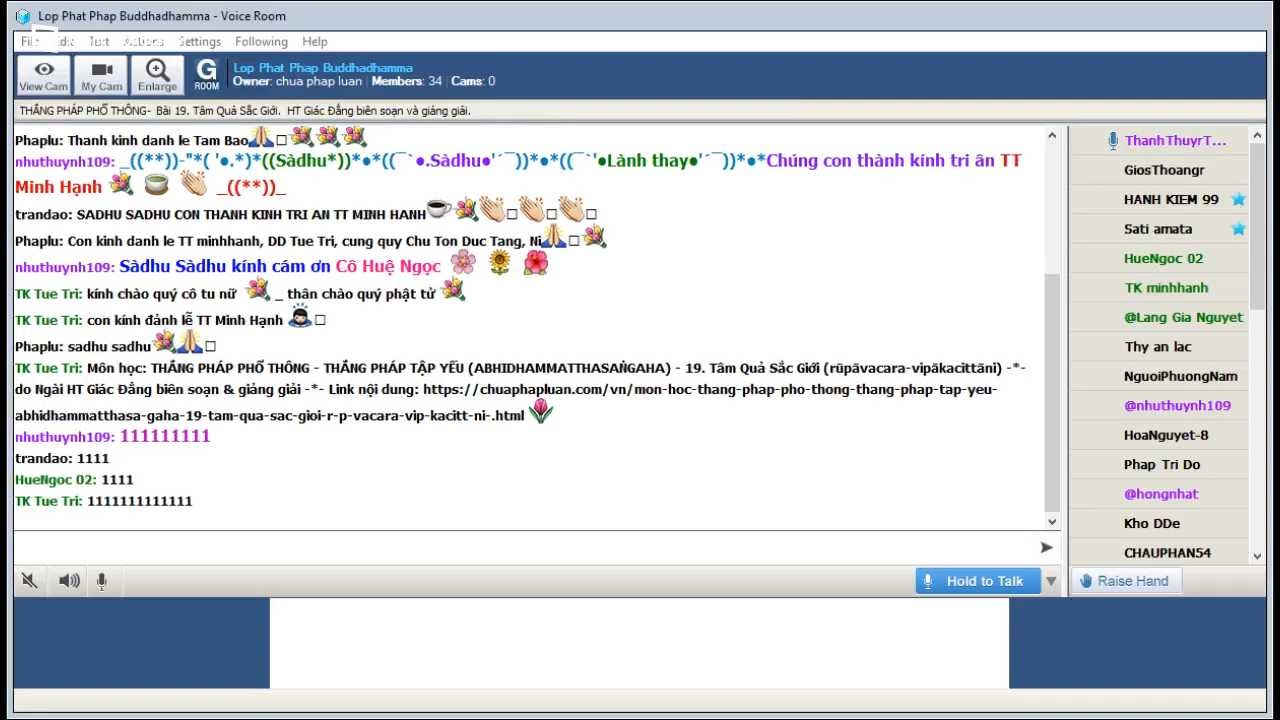 Lop Phat Phap Buddhadhamma - Voice Room
Settings Following Help
View Cam My Cam Enlarge G ROOM
Lop Phat Phap Buddhadhamma
Owner: chua phap luan Members: 34 Cams: 0
THẮNG PHÁP PHỔ THÔNG- Bài 19. Tâm Quả Sắc Giới. HT Giác Đẳng biên soạn và giảng giải.
Phaplu: Thanh kinh danh le Tam Bao
nhuthuynh109: _((**))-"*( '●.*)*((Sàdhu*))*●*((¯`●.Sàdhu●'´¯))*●*((¯`'●Lành thay●'´¯))*●*Chúng con thành kính tri ân TT
Minh Hạnh _((**))_
trandao: SADHU SADHU CON THANH KINH TRI AN TT MINH HANH
Phaplu: Con kinh danh le TT minhhanh, DD Tue Tri, cung quy Chu Ton Duc Tang, Ni
nhuthuynh109: Sàdhu Sàdhu kính cám ơn Cô Huệ Ngọc
TK Tue Tri: kính chào quý cô tu nữ _ thân chào quý phật tử
TK Tue Tri: con kính đảnh lễ TT Minh Hạnh
Phaplu: sadhu sadhu
TK Tue Tri: Môn học: THẮNG PHÁP PHỔ THÔNG - THẮNG PHÁP TẬP YẾU (ABHIDHAMMATTHASAṄGAHA) - 19. Tâm Quả Sắc Giới (rūpāvacara-vipākacittāni) -*-
do Ngài HT Giác Đẳng biên soạn & giảng giải -*- Link nội dung: https://chuaphapluan.com/vn/mon-hoc-thang-phap-pho-thong-thang-phap-tap-yeu-
abhidhammatthasa-gaha-19-tam-qua-sac-gioi-r-p-vacara-vip-kacitt-ni-.html
nhuthuynh109: 111111111
trandao: 1111
HueNgoc 02: 1111
TK Tue Tri: 1111111111111
Hold to Talk
ThanhThuyrT...
GiosThoangr
HANH KIEM 99
Sati amata
HueNgoc 02
TK minhhanh
@Lang Gia Nguyet
Thy an lac
NguoiPhuongNam
@nhuthuynh109
HoaNguyet-8
Phap Tri Do
@hongnhat
Kho DDe
CHAUPHAN54
Raise Hand